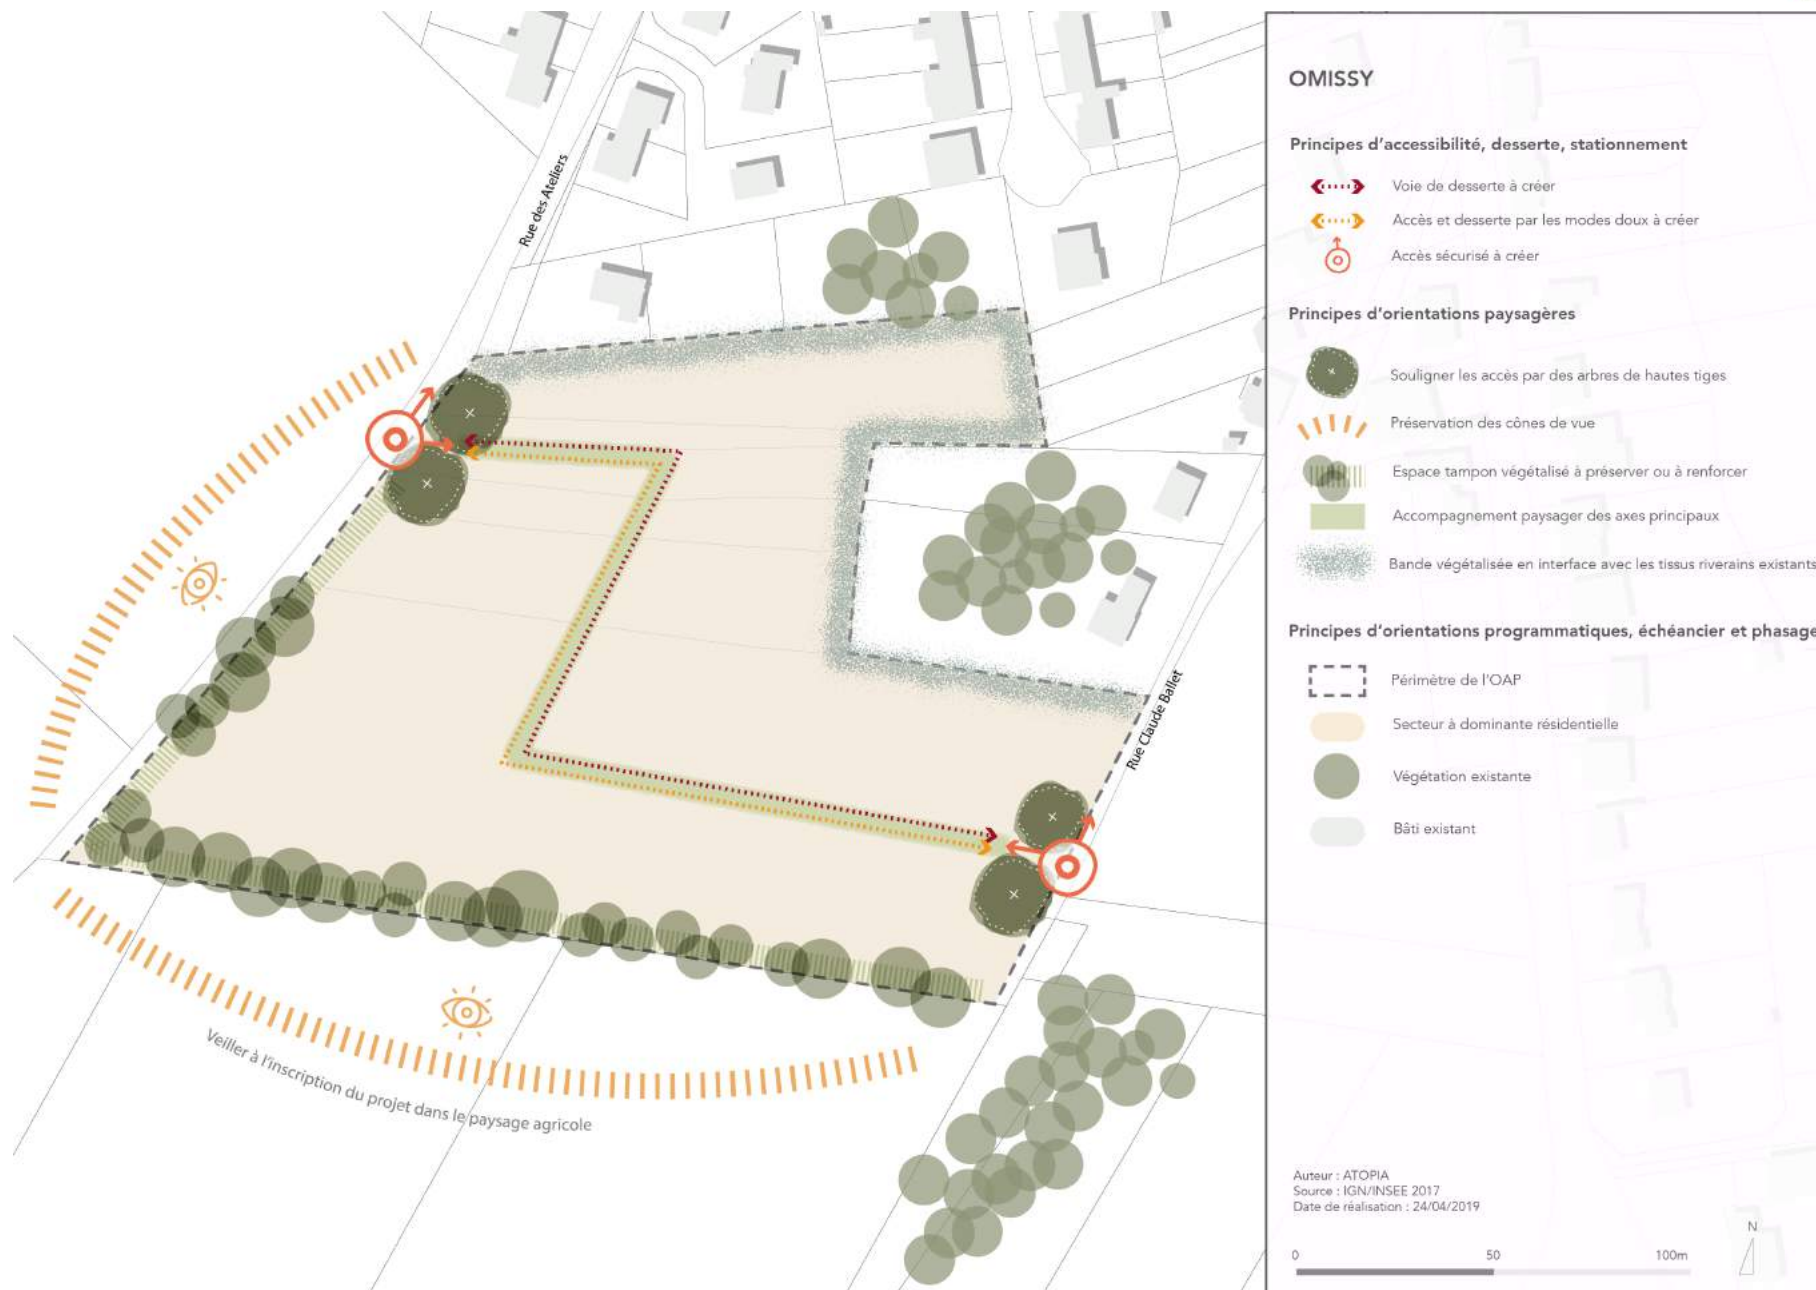 Rue des Ateliers
Rue Claude Ballet
Veiller à l'inscription du projet dans le paysage agricole
OMISSY
Principes d'accessibilité, desserte, stationnement
Voie de desserte à créer
Accès et desserte par les modes doux à créer
Accès sécurisé à créer
Principes d'orientations paysagères
Souligner les accès par des arbres de hautes tiges
Préservation des cônes de vue
Espace tampon végétalisé à préserver ou à renforcer
Accompagnement paysager des axes principaux
Bande végétalisée en interface avec les tissus riverains existants
Principes d'orientations programmatiques, échéancier et phasage
Périmètre de l'OAP
Secteur à dominante résidentielle
Végétation existante
Bâti existant
Auteur : ATOPIA
Source : IGN/INSEE 2017
Date de réalisation : 24/04/2019
N
0 50 100m